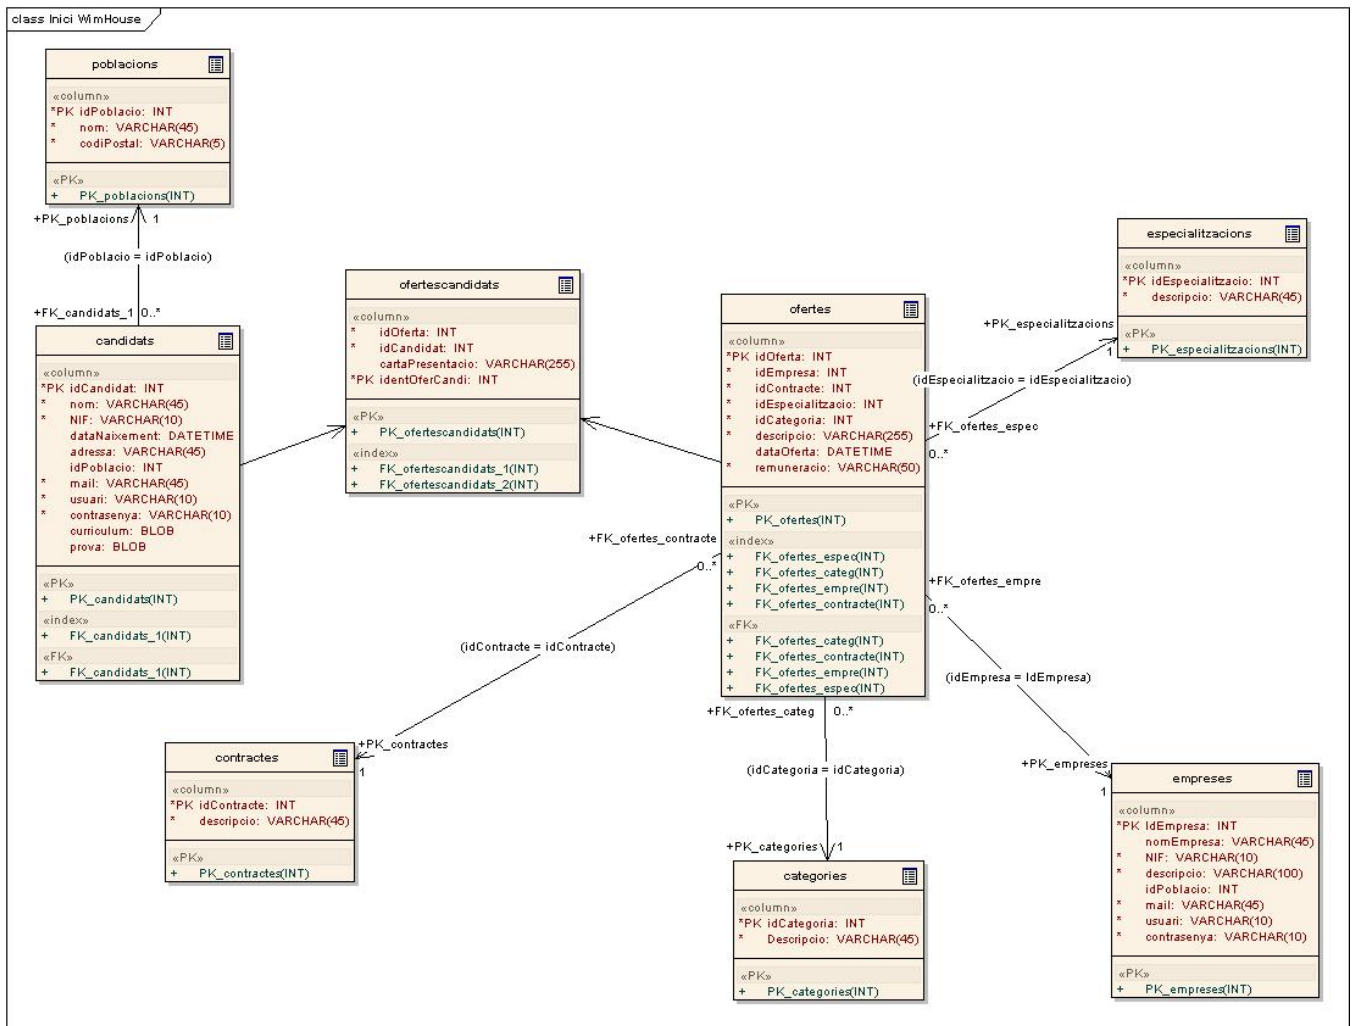 class Inici WimHouse
poblacions
«column»
*PK idPoblacio: INT
* nom: VARCHAR(45)
* codiPostal: VARCHAR(5)
«PK»
+ PK_poblacions(INT)
+PK_poblacions 1
(idPoblacio = idPoblacio)
+FK_candidats_1 0..*
candidats
«column»
*PK idCandidat: INT
* nom: VARCHAR(45)
* NIF: VARCHAR(10)
dataNaixement: DATETIME
adressa: VARCHAR(45)
idPoblacio: INT
* mail: VARCHAR(45)
* usuari: VARCHAR(10)
* contrasenya: VARCHAR(10)
curriculum: BLOB
prova: BLOB
«PK»
+ PK_candidats(INT)
«index»
+ FK_candidats_1(INT)
«FK»
+ FK_candidats_1(INT)
ofertescandidats
«column»
* idOferta: INT
* idCandidat: INT
cartaPresentacio: VARCHAR(255)
*PK identOferCandi: INT
«PK»
+ PK_ofertescandidats(INT)
«index»
+ FK_ofertescandidats_1(INT)
+ FK_ofertescandidats_2(INT)
ofertes
«column»
*PK idOferta: INT
* idEmpresa: INT
* idContracte: INT
* idEspecialitzacio: INT
* idCategoria: INT
* descripcio: VARCHAR(255)
dataOferta: DATETIME
* remuneracio: VARCHAR(50)
«PK»
+ PK_ofertes(INT)
«index»
+ FK_ofertes_espec(INT)
+ FK_ofertes_categ(INT)
+ FK_ofertes_empre(INT)
+ FK_ofertes_contracte(INT)
«FK»
+ FK_ofertes_categ(INT)
+ FK_ofertes_contracte(INT)
+ FK_ofertes_empre(INT)
+ FK_ofertes_espec(INT)
especialitzacions
«column»
*PK idEspecialitzacio: INT
* descripcio: VARCHAR(45)
«PK»
+ PK_especialitzacions(INT)
+PK_especialitzacions
1
(idEspecialitzacio = idEspecialitzacio)
+FK_ofertes_espec
0..*
+FK_ofertes_contracte
0..*
(idContracte = idContracte)
+PK_contractes
1
contractes
«column»
*PK idContracte: INT
* descripcio: VARCHAR(45)
«PK»
+ PK_contractes(INT)
+FK_ofertes_categ 0..*
(idCategoria = idCategoria)
+PK_categories 1
categories
«column»
*PK idCategoria: INT
* Descripcio: VARCHAR(45)
«PK»
+ PK_categories(INT)
+FK_ofertes_empre
0..*
(idEmpresa = IdEmpresa)
+PK_empreses
1
empreses
«column»
*PK IdEmpresa: INT
nomEmpresa: VARCHAR(45)
* NIF: VARCHAR(10)
* descripcio: VARCHAR(100)
idPoblacio: INT
* mail: VARCHAR(45)
* usuari: VARCHAR(10)
* contrasenya: VARCHAR(10)
«PK»
+ PK_empreses(INT)